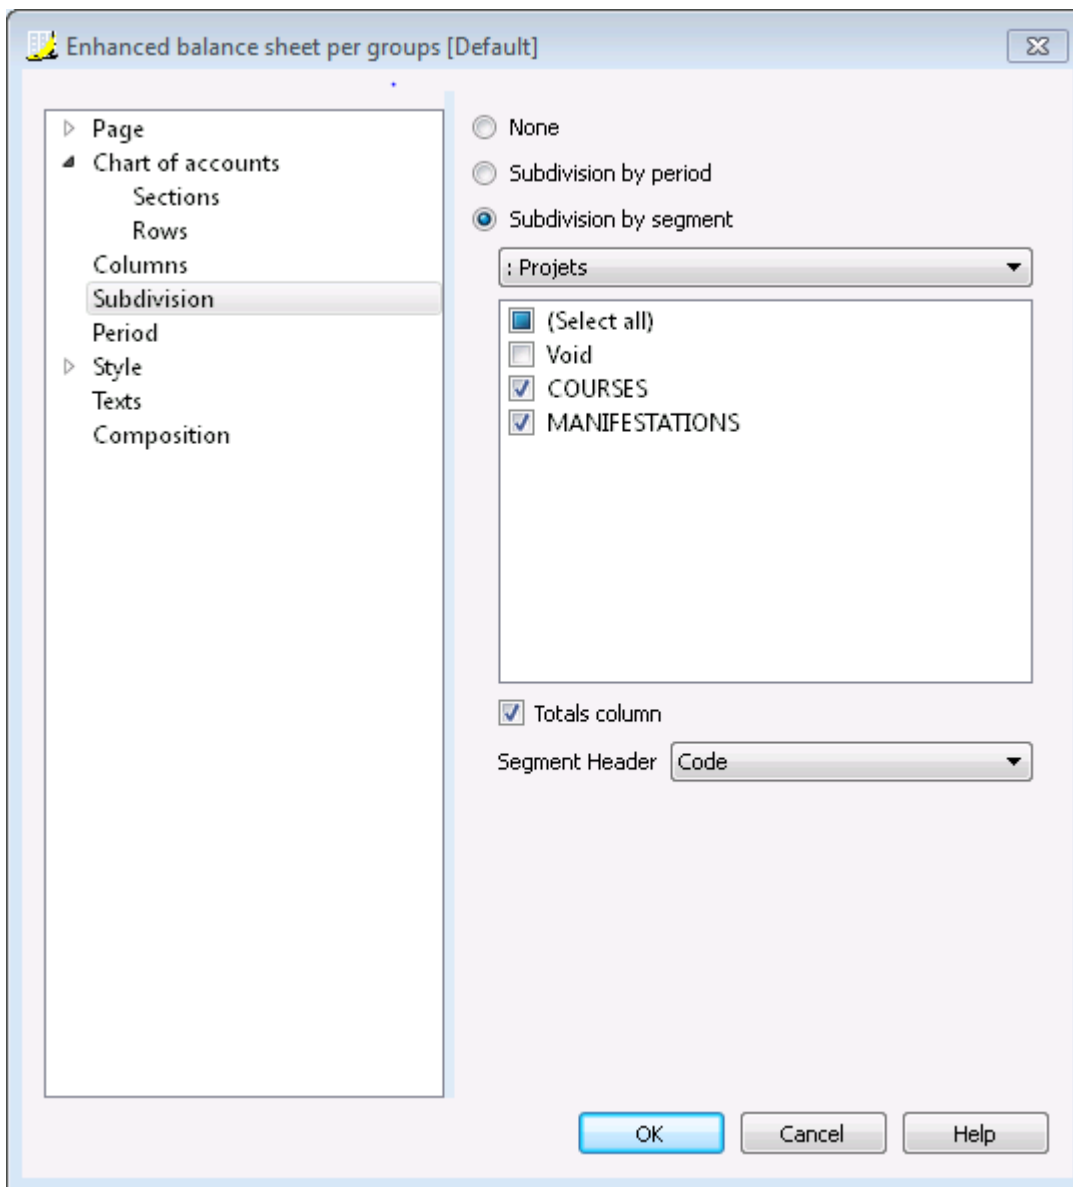 Enhanced balance sheet per groups [Default]
Page
Chart of accounts
Sections
Rows
Columns
Subdivision
Period
Style
Texts
Composition
None
Subdivision by period
Subdivision by segment
: Projets
(Select all)
Void
COURSES
MANIFESTATIONS
Totals column
Segment Header Code
OK Cancel Help